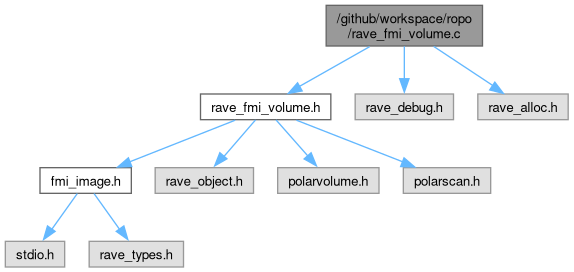 /github/workspace/ropo
/rave_fmi_volume.c
rave_fmi_volume.h
rave_debug.h
rave_alloc.h
fmi_image.h
rave_object.h
polarvolume.h
polarscan.h
stdio.h
rave_types.h